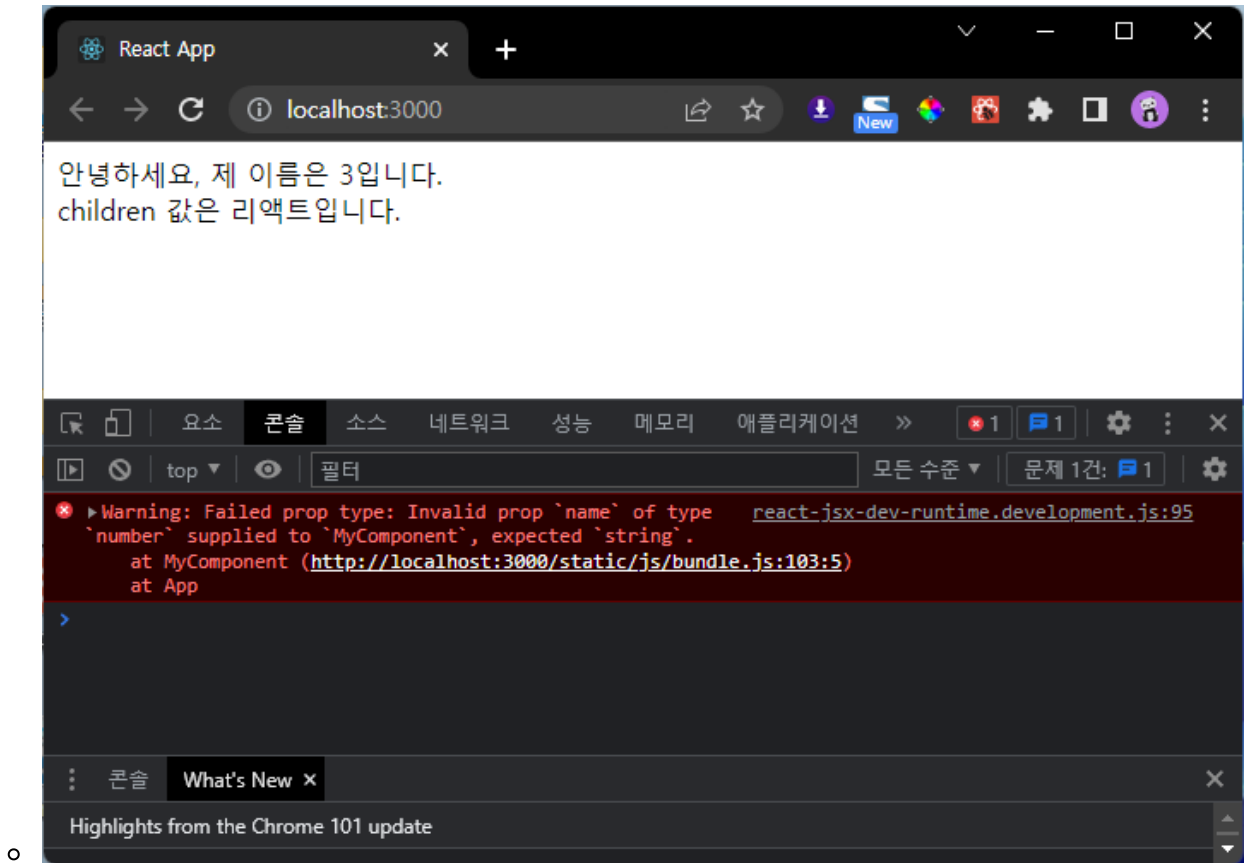 React App
localhost:3000
New
안녕하세요, 제 이름은 3입니다.
children 값은 리액트입니다.
요소 콘솔 소스 네트워크 성능 메모리 애플리케이션 » 1 1
top ▼ 필터 모든 수준 ▼ 문제 1건: 1
▶Warning: Failed prop type: Invalid prop `name` of type react-jsx-dev-runtime.development.js:95
`number` supplied to `MyComponent`, expected `string`.
at MyComponent (http://localhost:3000/static/js/bundle.js:103:5)
at App
콘솔 What's New ×
Highlights from the Chrome 101 update